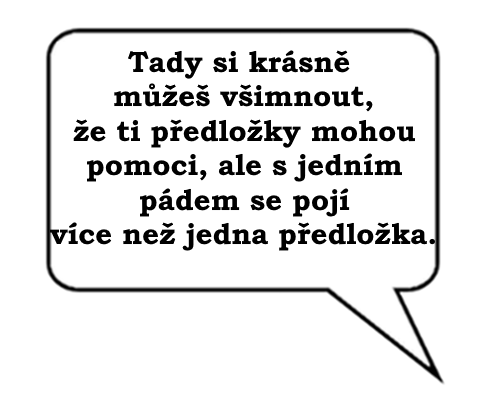 Tady si krásně
můžeš všimnout,
že ti předložky mohou
pomoci, ale s jedním
pádem se pojí
více než jedna předložka.